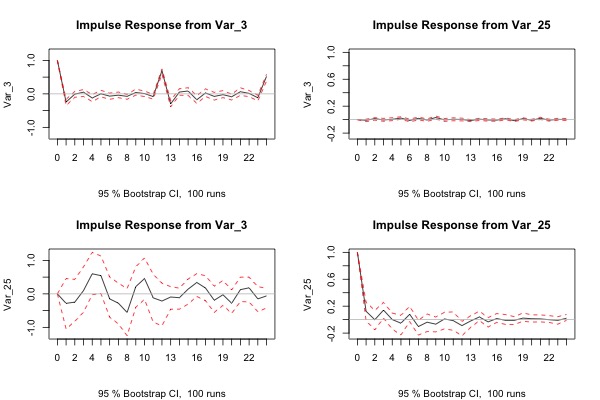 Impulse Response from Var_3
Var_3
1.0
0.0
-1.0
0 2 4 6 8 10 13 16 19 22
95 % Bootstrap CI, 100 runs
Impulse Response from Var_25
Var_3
1.0
0.6
0.2
-0.2
0 2 4 6 8 10 13 16 19 22
95 % Bootstrap CI, 100 runs
Impulse Response from Var_3
Var_25
1.0
0.0
-1.0
0 2 4 6 8 10 13 16 19 22
95 % Bootstrap CI, 100 runs
Impulse Response from Var_25
Var_25
1.0
0.6
0.2
-0.2
0 2 4 6 8 10 13 16 19 22
95 % Bootstrap CI, 100 runs